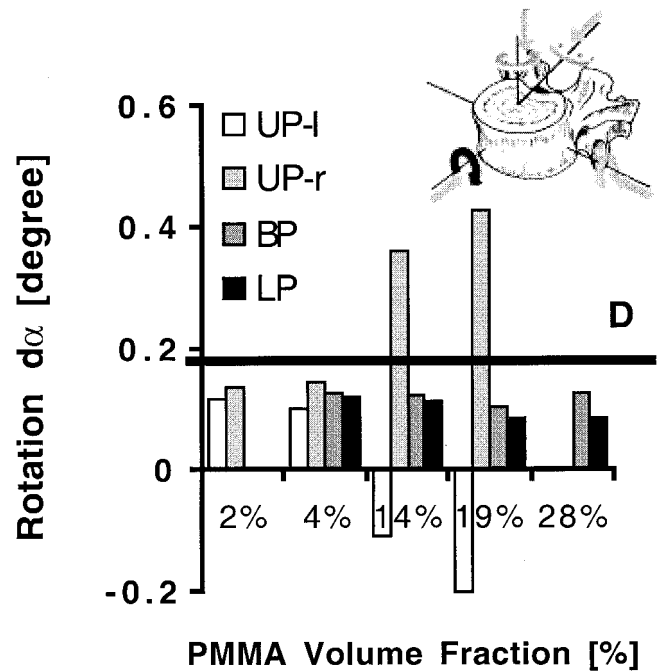 0.6
UP-l
UP-r
BP
LP
0.4
0.2
D
0
2% 4% 14% 19% 28%
-0.2
Rotation dα [degree]
PMMA Volume Fraction [%]